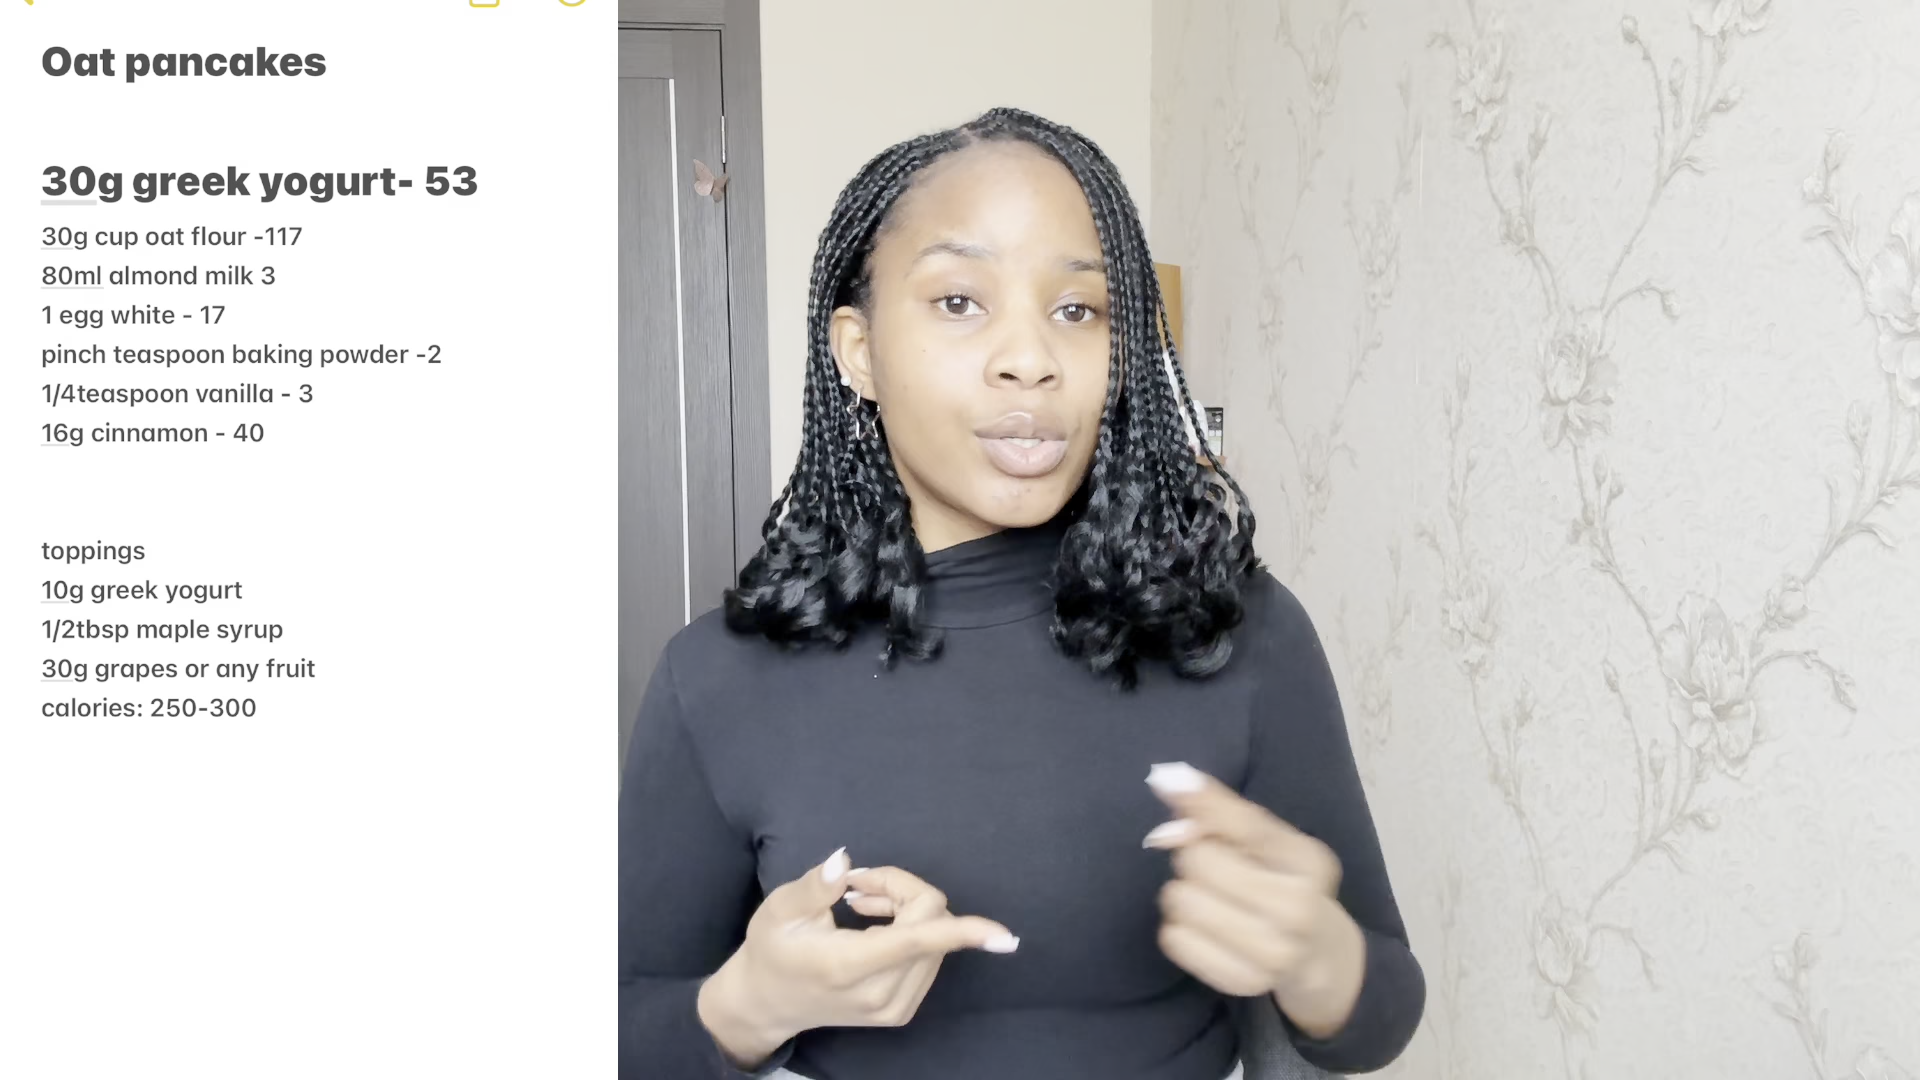 Oat pancakes
30g greek yogurt- 53
30g cup oat flour -117
80ml almond milk 3
1 egg white - 17
pinch teaspoon baking powder -2
1/4teaspoon vanilla - 3
16g cinnamon - 40
toppings
10g greek yogurt
1/2tbsp maple syrup
30g grapes or any fruit
calories: 250-300